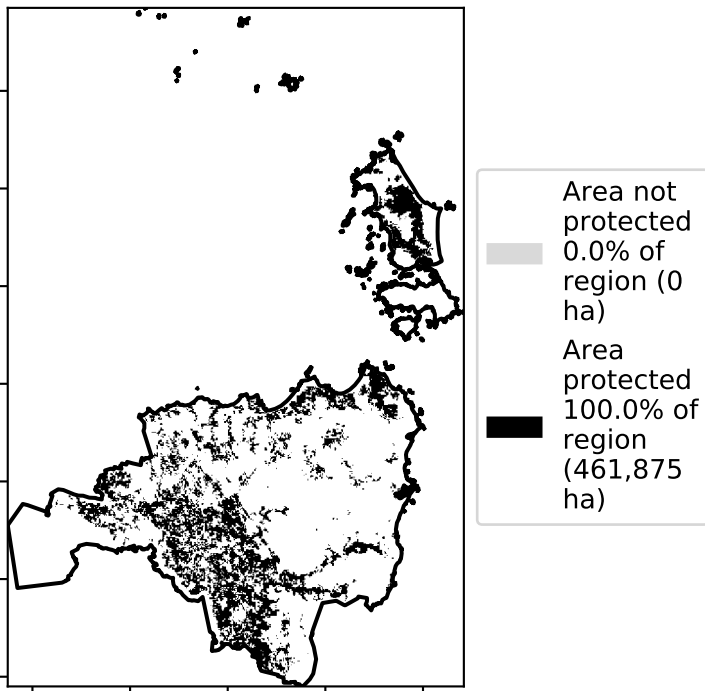 Area not
protected
0.0% of
region (0
ha)
Area
protected
100.0% of
region
(461,875
ha)